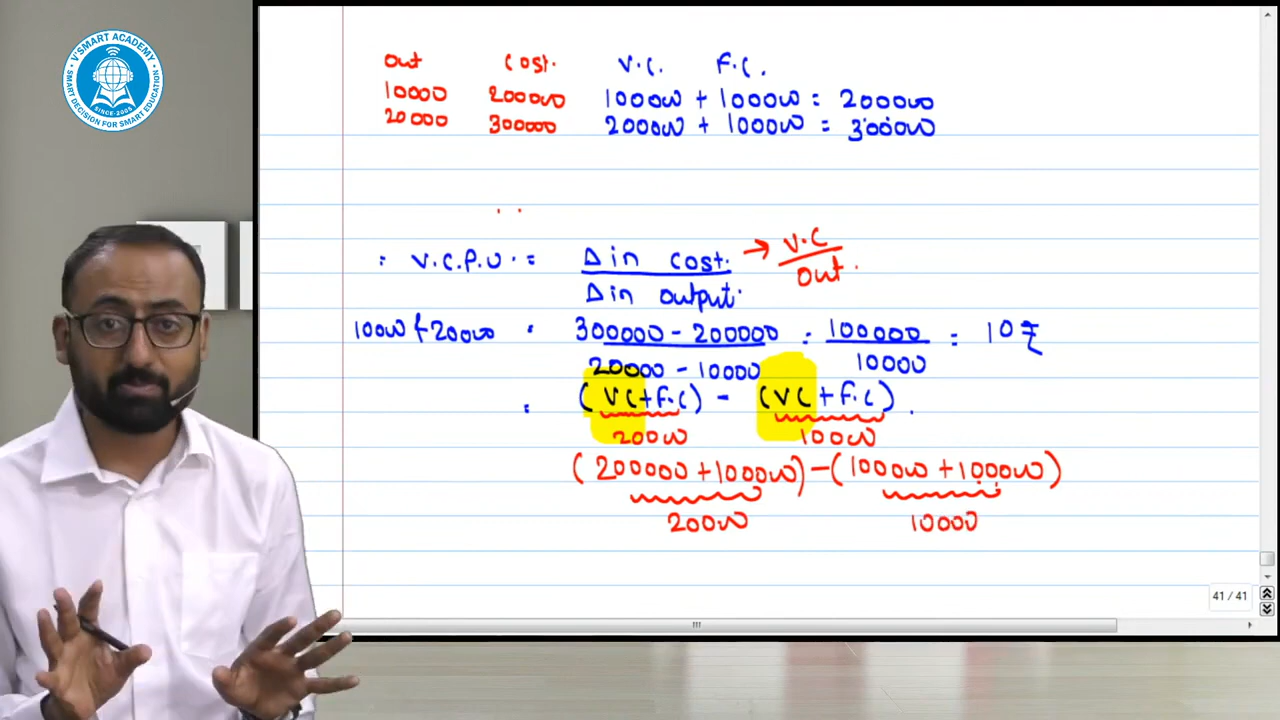 V'SMART ACADEMY
SINCE-2005
SMART DECISION FOR SMART EDUCATION
out cost. V.C. F.C.
10000 200000 100000 + 100000 = 200000
20000 300000 200000 + 100000 = 300000
= V.C.P.U. = Δ in cost. → V.C
Δ in output. out.
10000 & 20000 = 300000 - 200000 = 100000 = 10 ₹
20000 - 10000 10000
= (VC+F.C) - (VC+F.C)
20000 10000
(200000 + 100000) - (100000 + 100000)
20000 10000
41 / 41